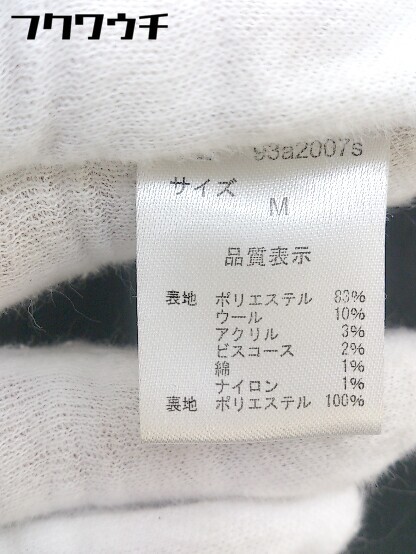 フクワウチ
93a2007s
サイズ
M
品質表示
表地 ポリエステル 83%
ウール 10%
アクリル 3%
ビスコース 2%
綿 1%
ナイロン 1%
裏地 ポリエステル 100%